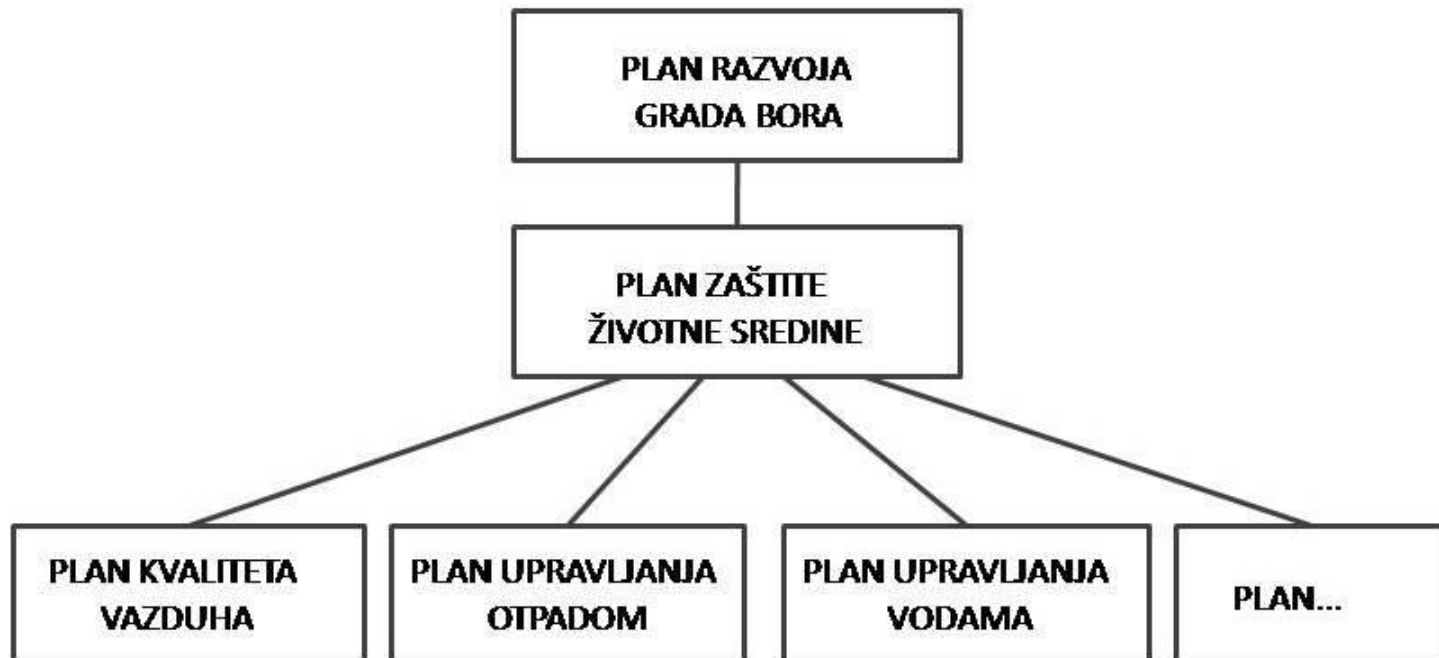 PLAN RAZVOJA
GRADA BORA
PLAN ZAŠTITE
ŽIVOTNE SREDINE
PLAN KVALITETA
VAZDUHA
PLAN UPRAVLJANJA
OTPADOM
PLAN UPRAVLJANJA
VODAMA
PLAN...